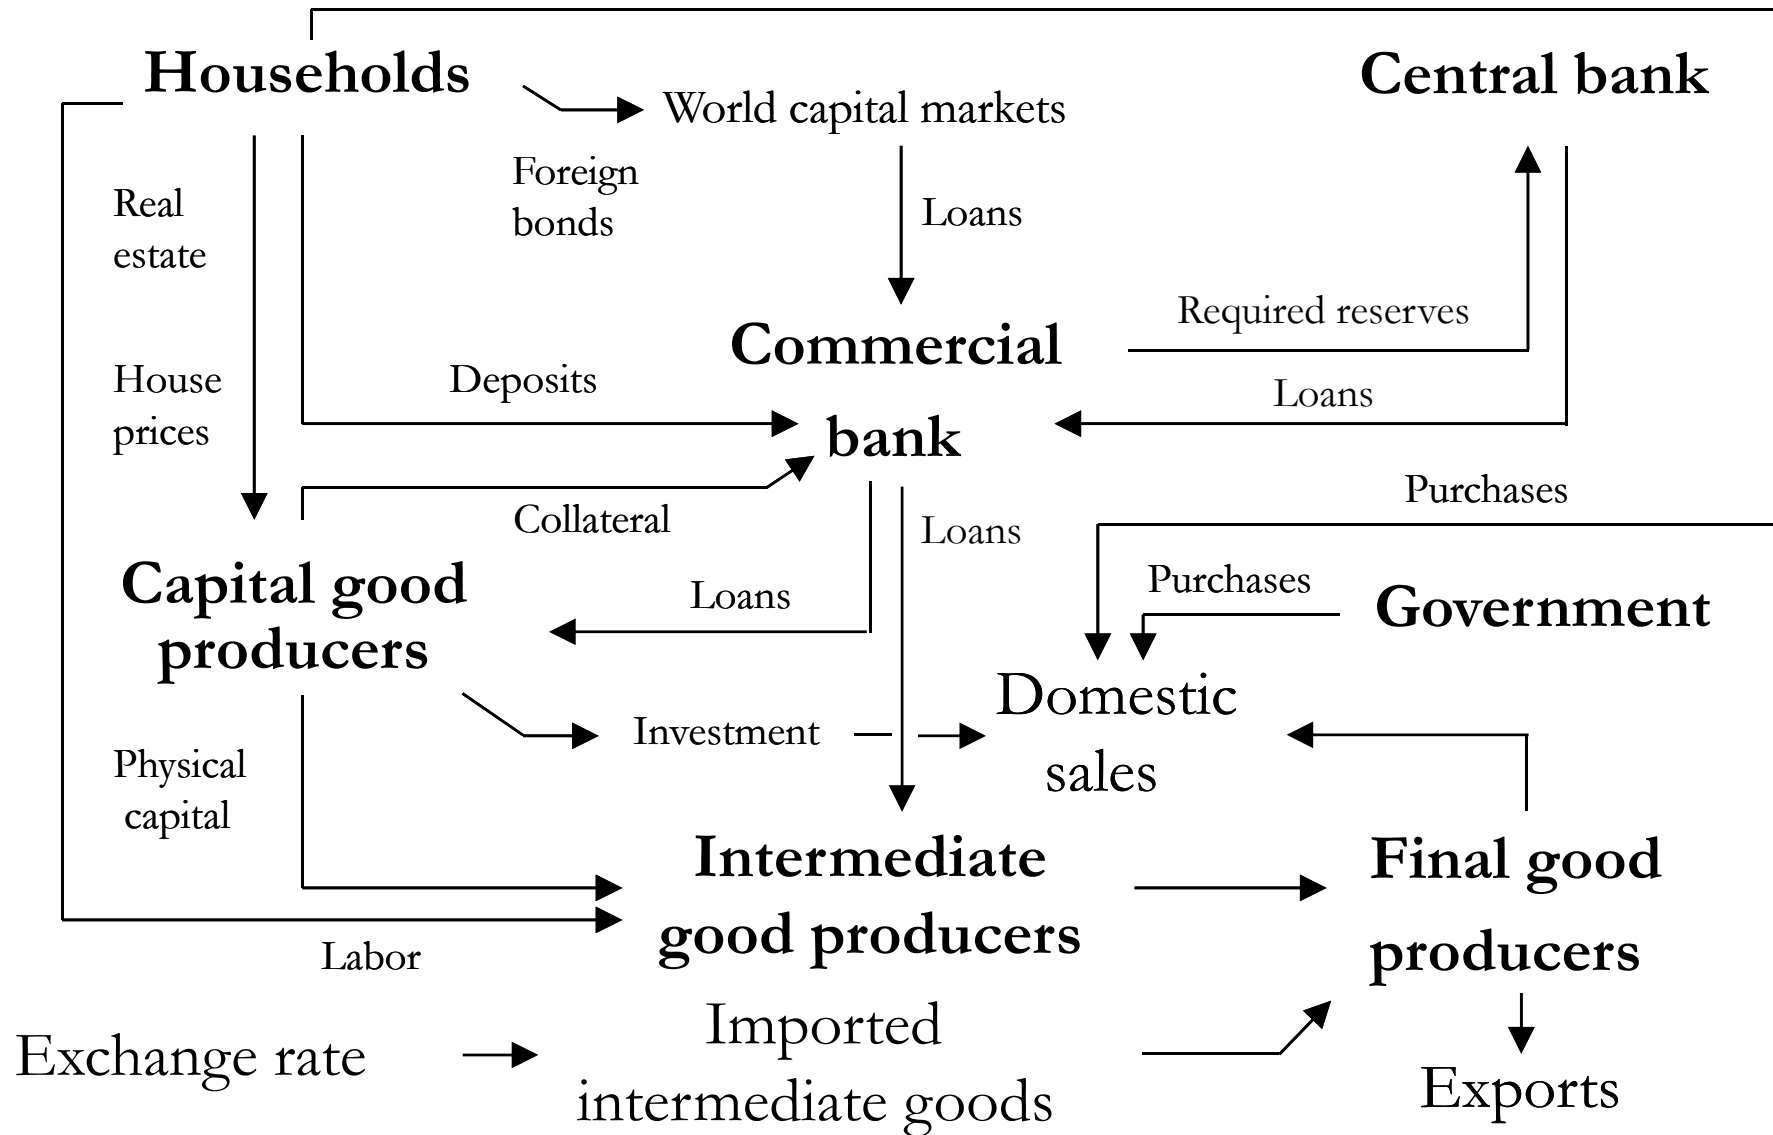 Households
Central bank
World capital markets
Foreign
bonds
Real
estate
Loans
Required reserves
Commercial
bank
House
prices
Deposits
Loans
Purchases
Collateral
Loans
Capital good
producers
Loans
Purchases
Government
Domestic
sales
Investment
Physical
capital
Intermediate
good producers
Final good
producers
Labor
Imported
intermediate goods
Exchange rate
Exports